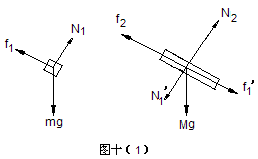 f₁ N₁
mg
f₂ N₂
N₁' Mg f₁'
图十(1)